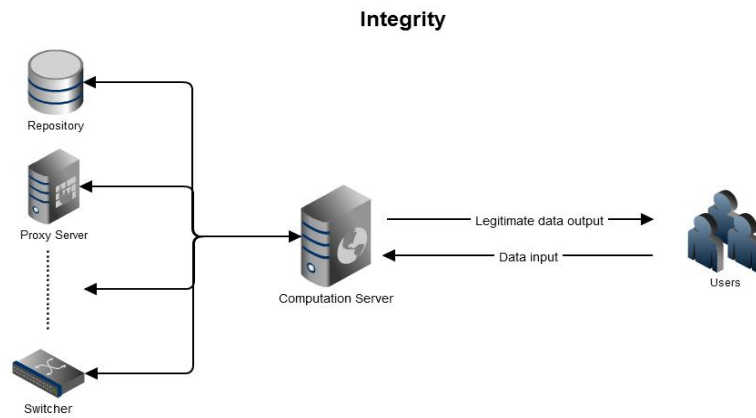 Integrity
Repository
Proxy Server
Legitimate data output
Data input
Computation Server
Users
Switcher